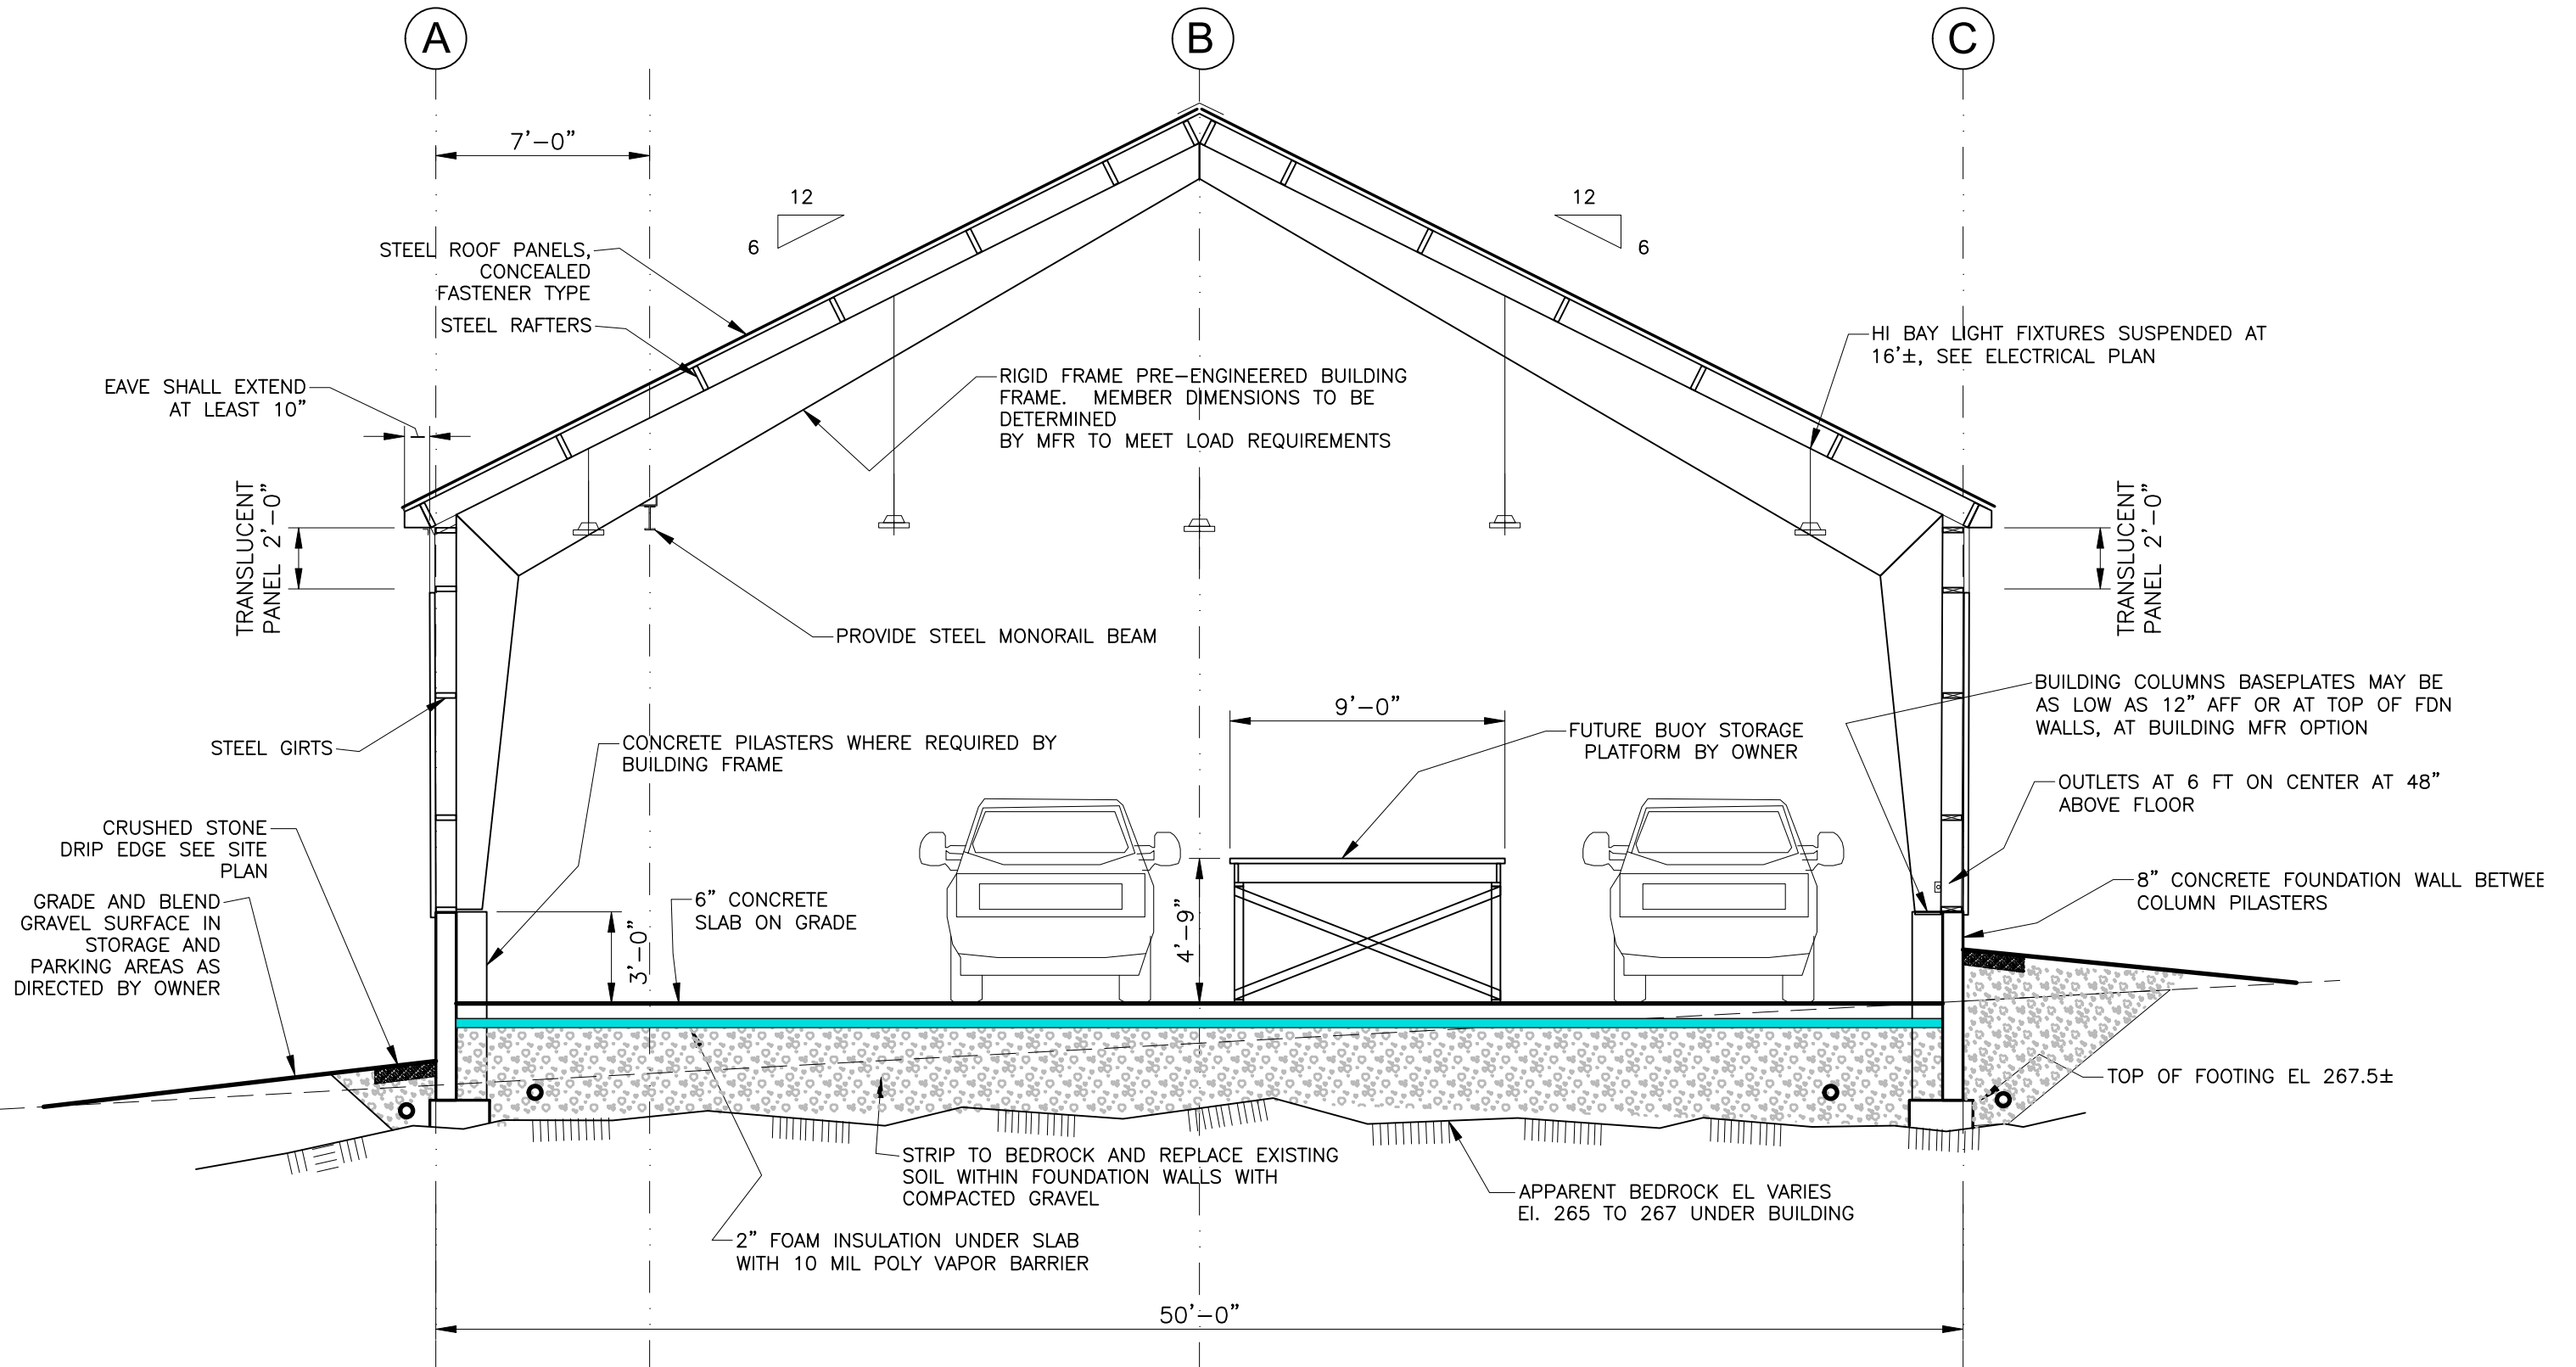 A
B
C
7'-0"
12
6
12
6
STEEL ROOF PANELS,
CONCEALED
FASTENER TYPE
STEEL RAFTERS
HI BAY LIGHT FIXTURES SUSPENDED AT
16'±, SEE ELECTRICAL PLAN
EAVE SHALL EXTEND
AT LEAST 10"
RIGID FRAME PRE-ENGINEERED BUILDING
FRAME. MEMBER DIMENSIONS TO BE
DETERMINED
BY MFR TO MEET LOAD REQUIREMENTS
TRANSLUCENT
PANEL 2'-0"
TRANSLUCENT
PANEL 2'-0"
PROVIDE STEEL MONORAIL BEAM
BUILDING COLUMNS BASEPLATES MAY BE
AS LOW AS 12" AFF OR AT TOP OF FDN
WALLS, AT BUILDING MFR OPTION
9'-0"
FUTURE BUOY STORAGE
PLATFORM BY OWNER
STEEL GIRTS
CONCRETE PILASTERS WHERE REQUIRED BY
BUILDING FRAME
OUTLETS AT 6 FT ON CENTER AT 48"
ABOVE FLOOR
CRUSHED STONE
DRIP EDGE SEE SITE
PLAN
GRADE AND BLEND
GRAVEL SURFACE IN
STORAGE AND
PARKING AREAS AS
DIRECTED BY OWNER
3'-0"
6" CONCRETE
SLAB ON GRADE
4'-9"
8" CONCRETE FOUNDATION WALL BETWEE
COLUMN PILASTERS
TOP OF FOOTING EL 267.5±
STRIP TO BEDROCK AND REPLACE EXISTING
SOIL WITHIN FOUNDATION WALLS WITH
COMPACTED GRAVEL
APPARENT BEDROCK EL VARIES
El. 265 TO 267 UNDER BUILDING
2" FOAM INSULATION UNDER SLAB
WITH 10 MIL POLY VAPOR BARRIER
50'-0"